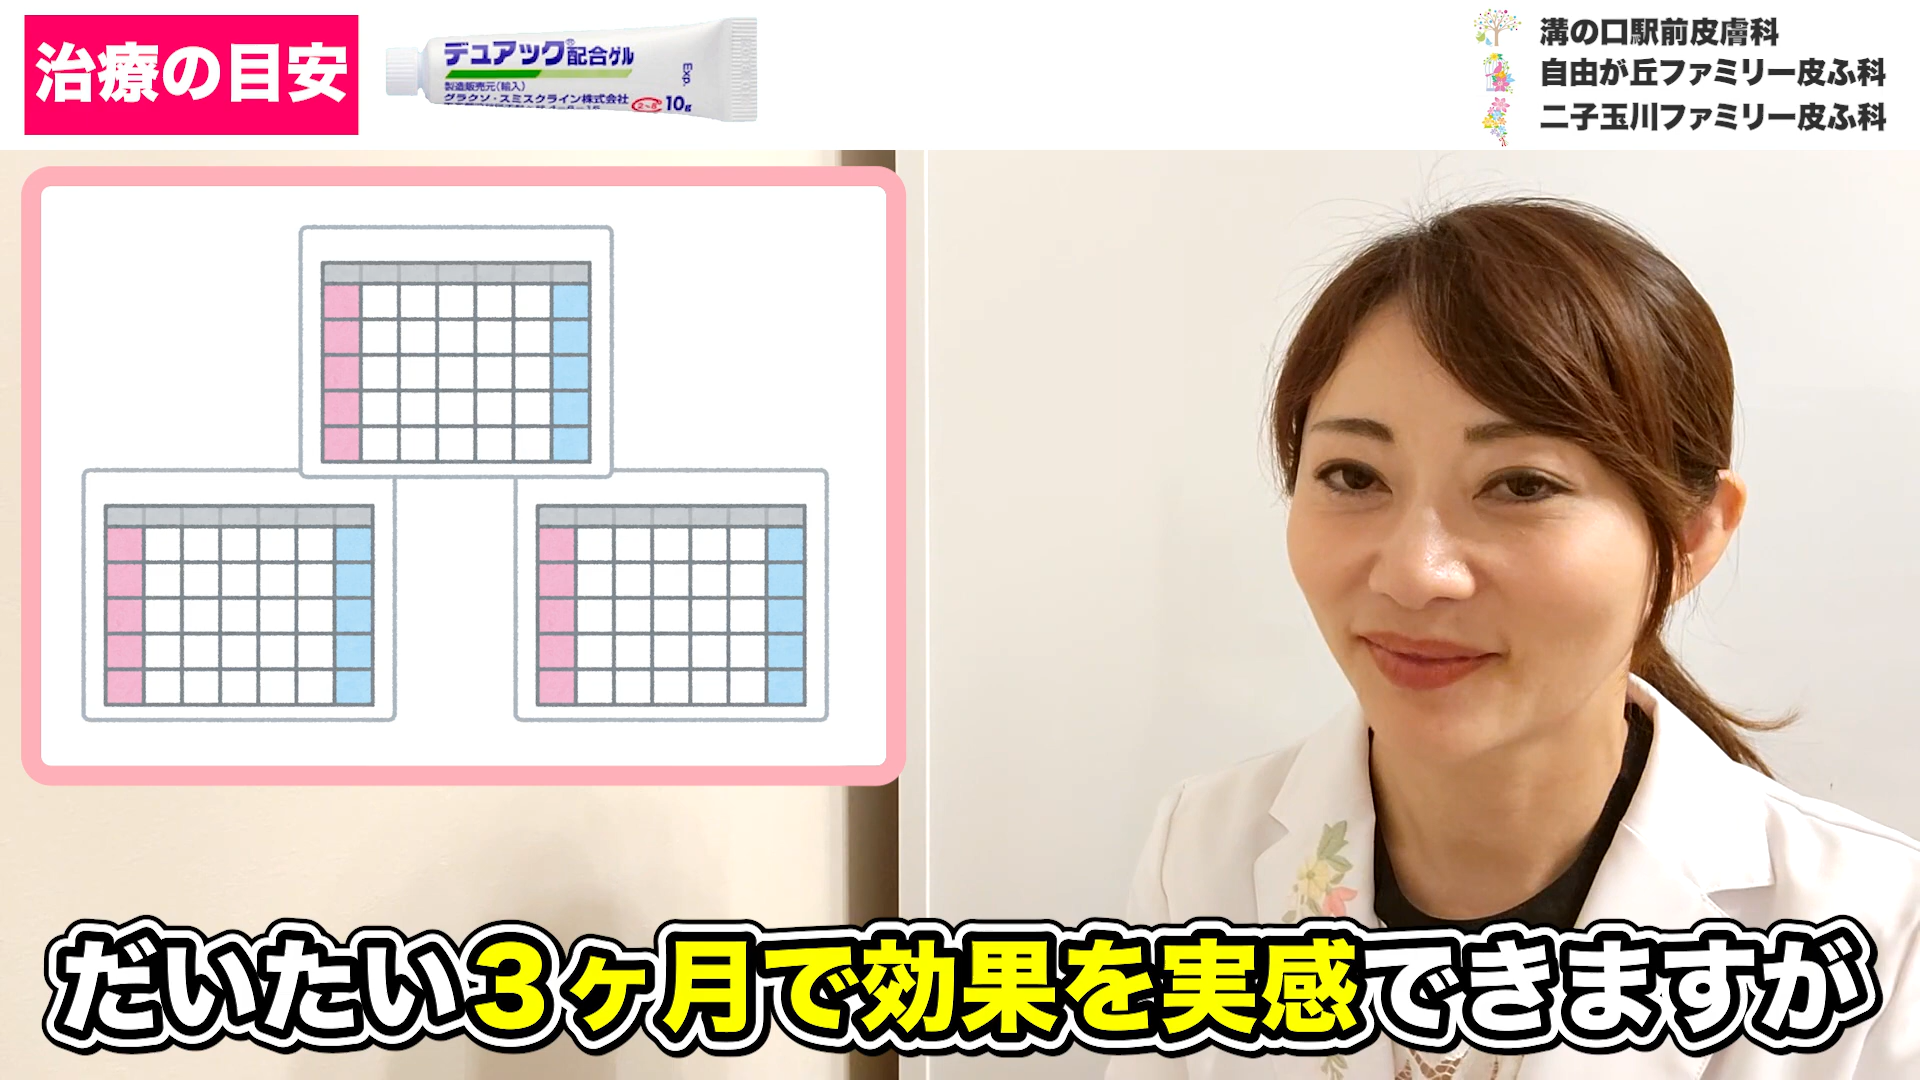 治療の目安
デュアック®配合ゲル
製造販売元(輸入)
グラクソ・スミスクライン株式会社
2~8°
10g
Exp.
溝の口駅前皮膚科
自由が丘ファミリー皮ふ科
二子玉川ファミリー皮ふ科
だいたい3ヶ月で効果を実感できますが